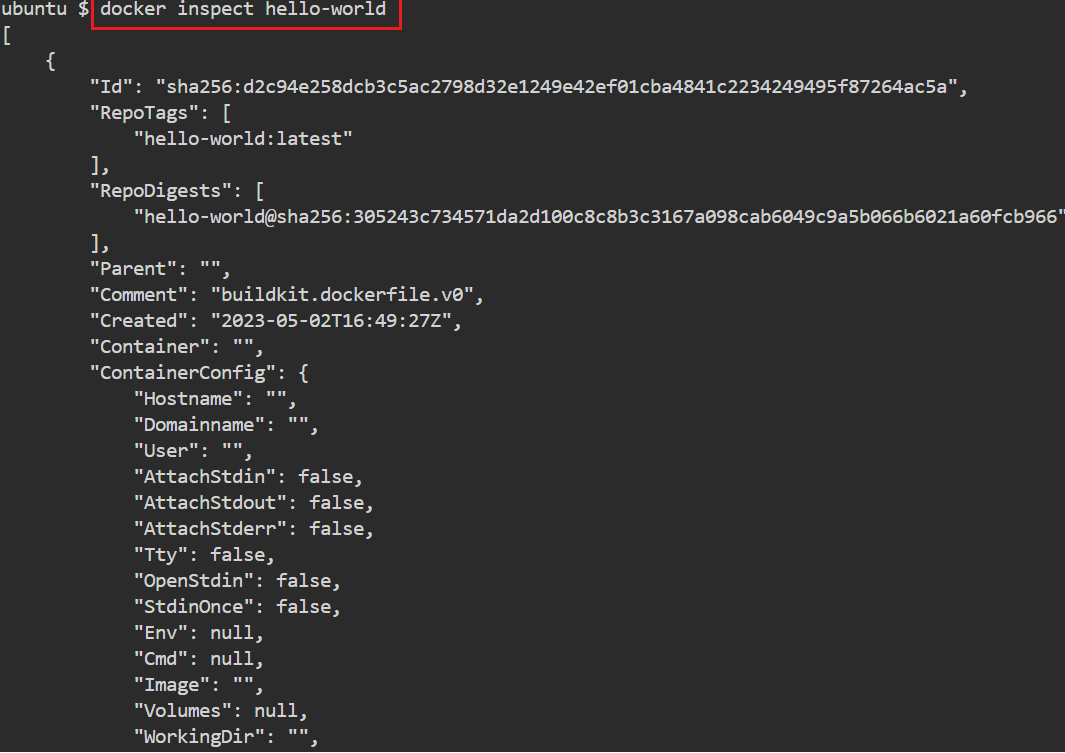 ubuntu $ docker inspect hello-world
[
    {
        "Id": "sha256:d2c94e258dcb3c5ac2798d32e1249e42ef01cba4841c2234249495f87264ac5a",
        "RepoTags": [
            "hello-world:latest"
        ],
        "RepoDigests": [
            "hello-world@sha256:305243c734571da2d100c8c8b3c3167a098cab6049c9a5b066b6021a60fcb966"
        ],
        "Parent": "",
        "Comment": "buildkit.dockerfile.v0",
        "Created": "2023-05-02T16:49:27Z",
        "Container": "",
        "ContainerConfig": {
            "Hostname": "",
            "Domainname": "",
            "User": "",
            "AttachStdin": false,
            "AttachStdout": false,
            "AttachStderr": false,
            "Tty": false,
            "OpenStdin": false,
            "StdinOnce": false,
            "Env": null,
            "Cmd": null,
            "Image": "",
            "Volumes": null,
            "WorkingDir": "",